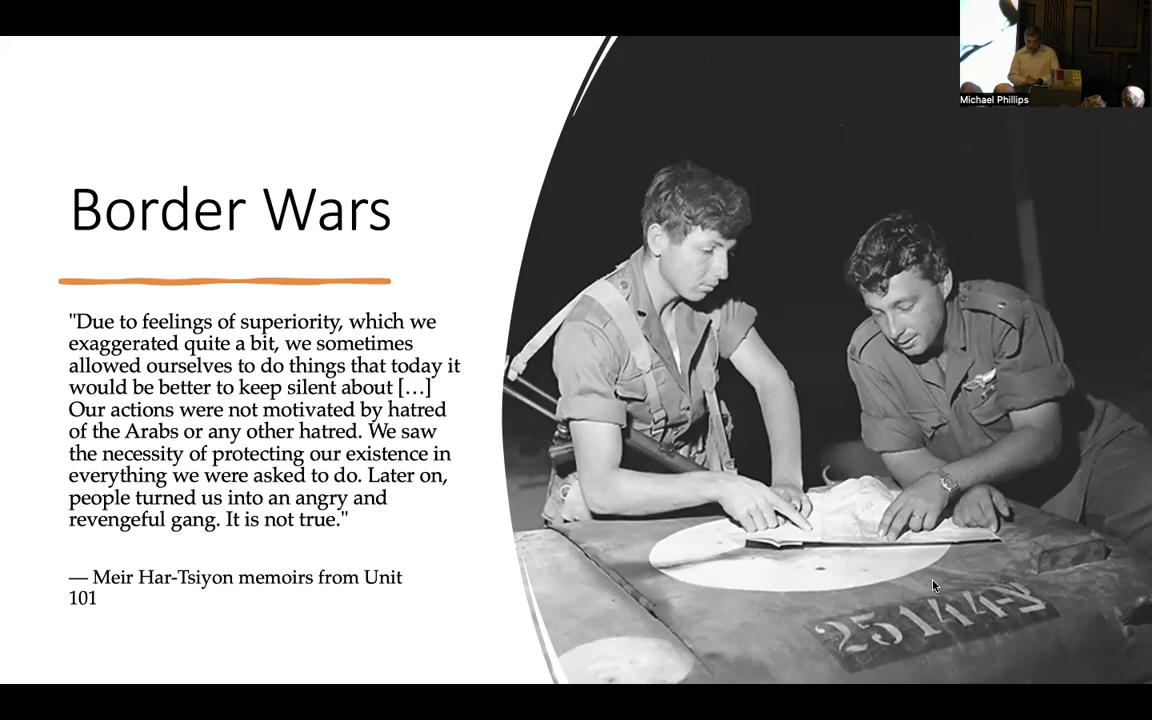 Michael Phillips
Border Wars
"Due to feelings of superiority, which we
exaggerated quite a bit, we sometimes
allowed ourselves to do things that today it
would be better to keep silent about […]
Our actions were not motivated by hatred
of the Arabs or any other hatred. We saw
the necessity of protecting our existence in
everything we were asked to do. Later on,
people turned us into an angry and
revengeful gang. It is not true."
— Meir Har-Tsiyon memoirs from Unit
101
25144-צ